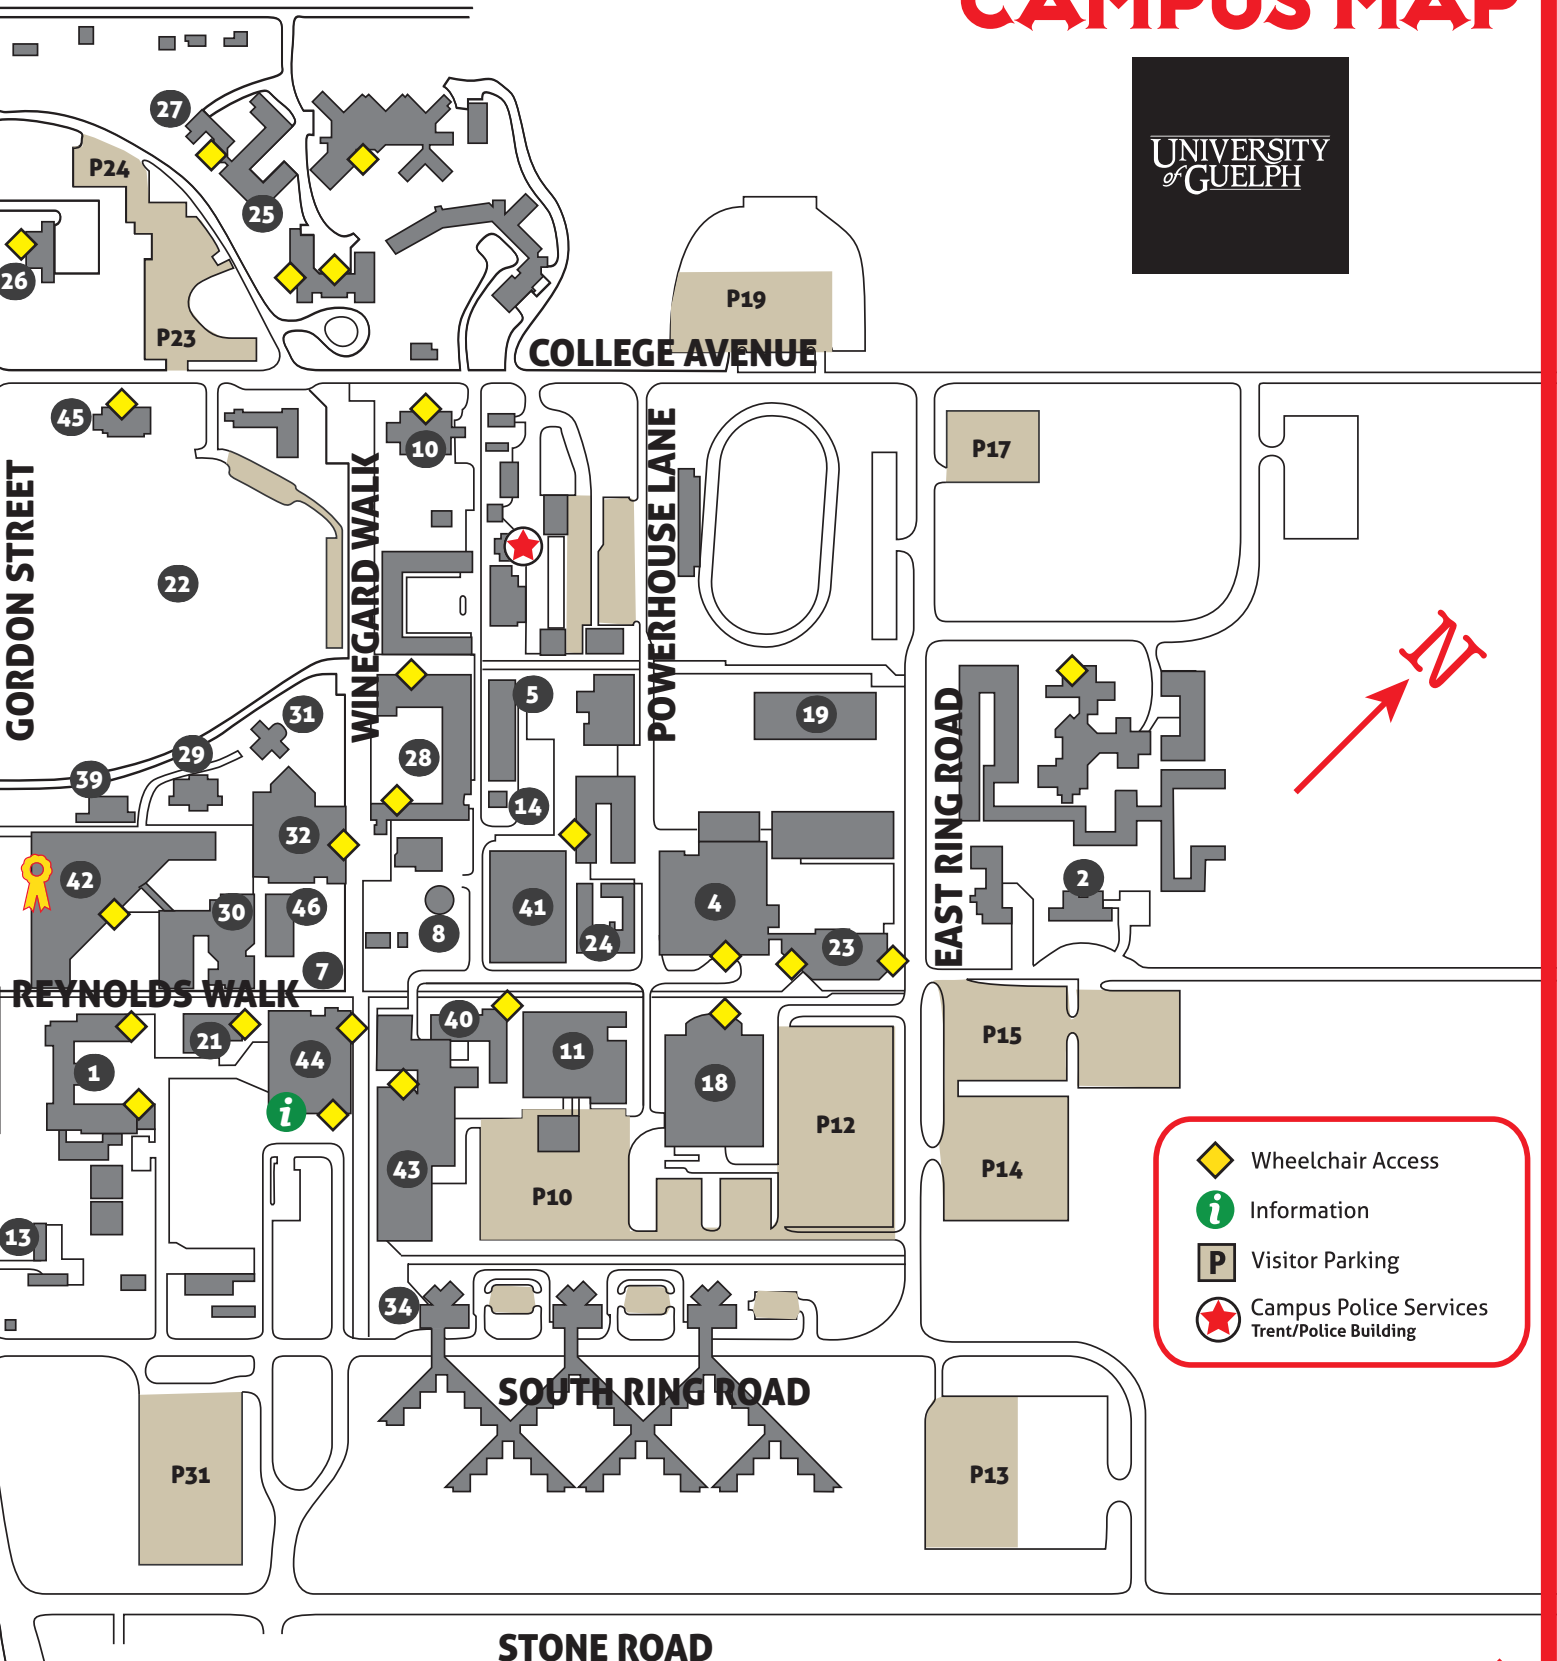 CAMPUS MAP
UNIVERSITY
of GUELPH
27
P24
25
26
P23
P19
COLLEGE AVENUE
45
10
P17
GORDON STREET
WINEGARD WALK
POWERHOUSE LANE
22
N
5
31
19
29
28
39
14
32
EAST RING ROAD
42
2
30
46
41
4
8
24
23
7
REYNOLDS WALK
40
P15
21
44
11
1
18
i
P12
43
P14
P10
Wheelchair Access
i Information
P Visitor Parking
Campus Police Services
Trent/Police Building
13
34
SOUTH RING ROAD
P31
P13
STONE ROAD